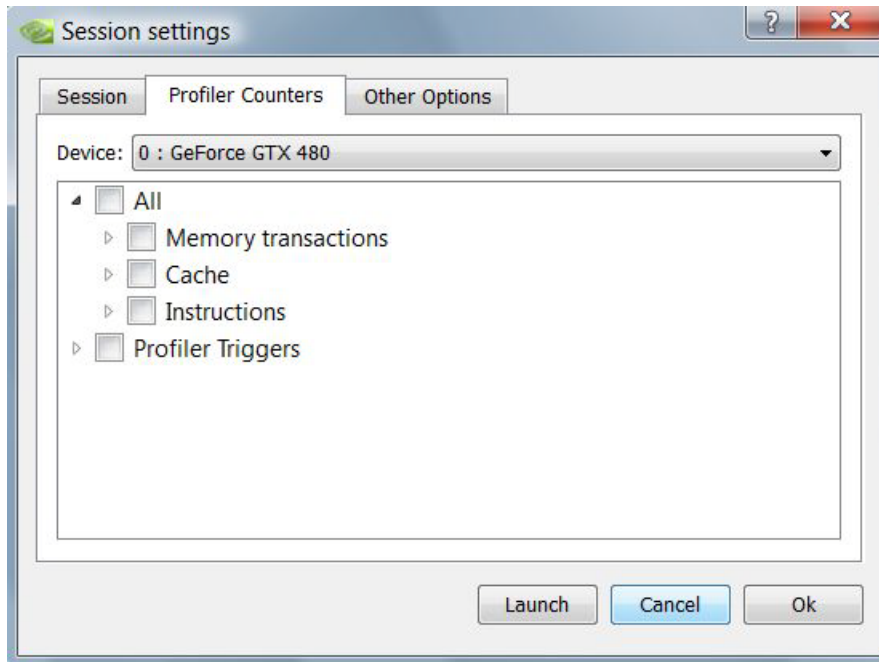 Session settings
Session Profiler Counters Other Options
Device: 0 : GeForce GTX 480
All
Memory transactions
Cache
Instructions
Profiler Triggers
Launch Cancel Ok